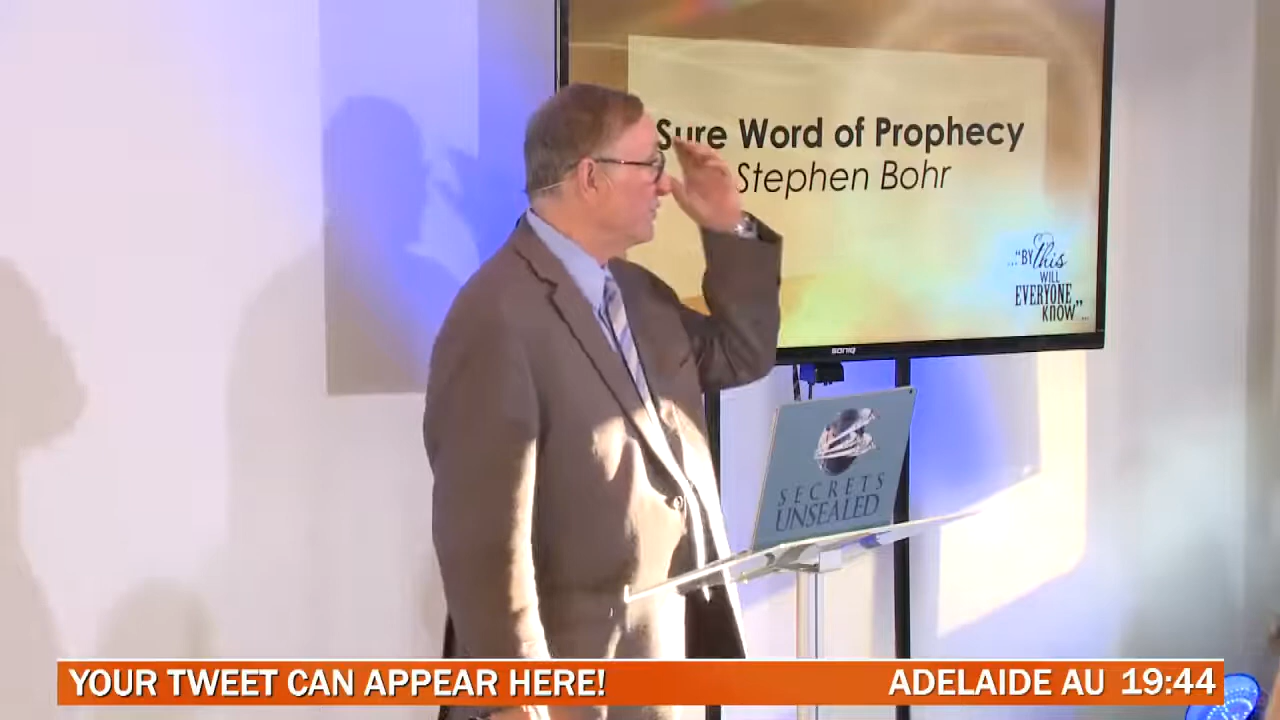 Sure Word of Prophecy
Stephen Bohr
..."BY this
WILL
EVERYONE
KNOW"...
SONIQ
SECRETS
UNSEALED
YOUR TWEET CAN APPEAR HERE!
ADELAIDE AU 19:44